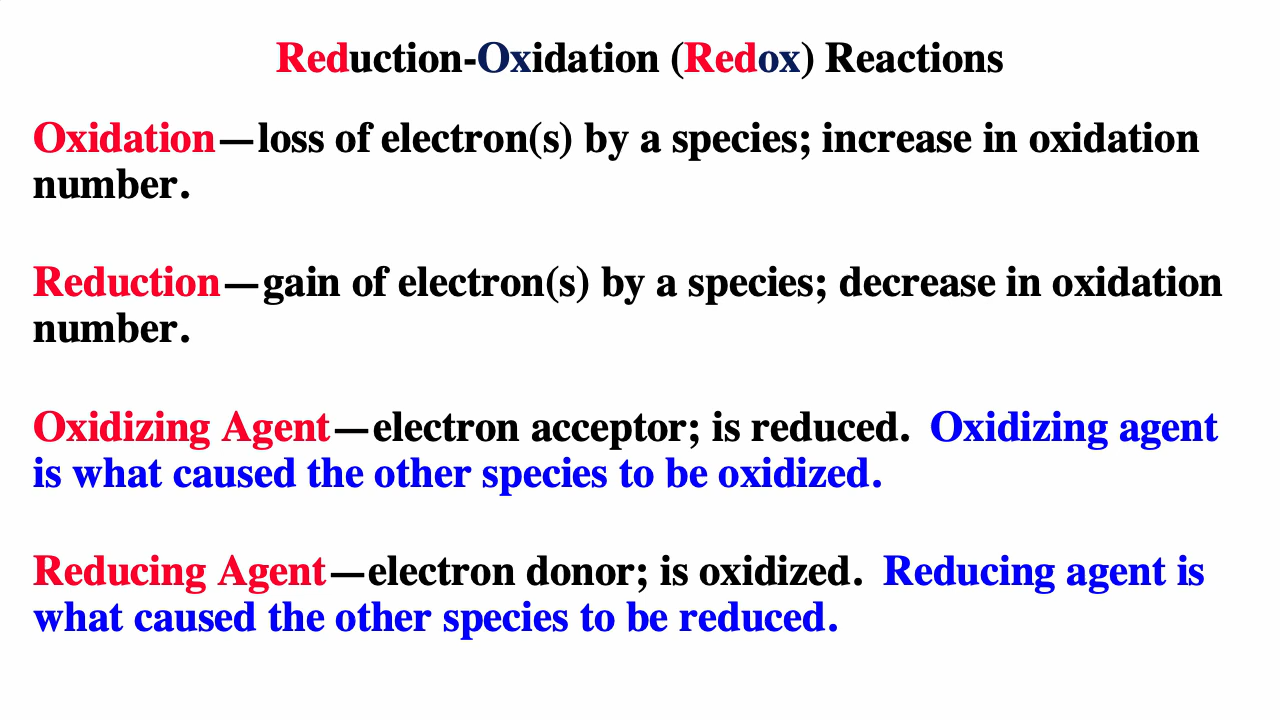 Reduction-Oxidation (Redox) Reactions
Oxidation—loss of electron(s) by a species; increase in oxidation
number.
Reduction—gain of electron(s) by a species; decrease in oxidation
number.
Oxidizing Agent—electron acceptor; is reduced.  Oxidizing agent
is what caused the other species to be oxidized.
Reducing Agent—electron donor; is oxidized.  Reducing agent is
what caused the other species to be reduced.